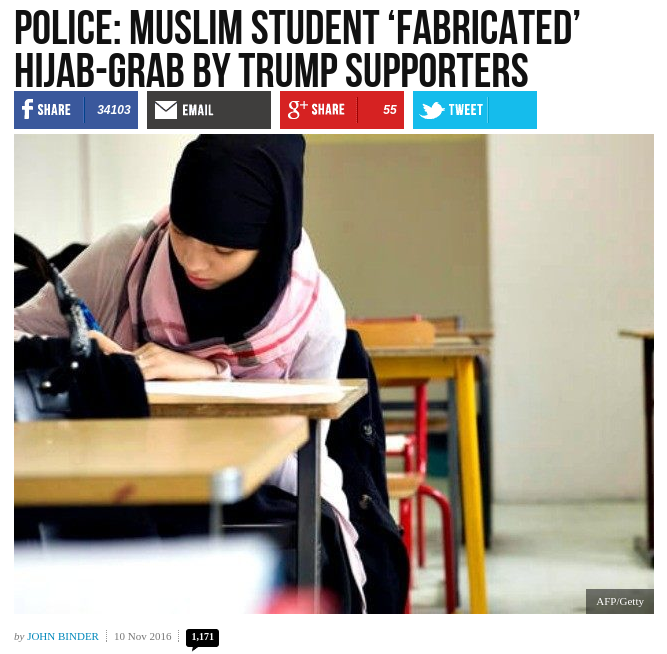 POLICE: MUSLIM STUDENT ‘FABRICATED’
HIJAB-GRAB BY TRUMP SUPPORTERS
f SHARE 34103 EMAIL g+ SHARE 55 TWEET
AFP/Getty
by JOHN BINDER 10 Nov 2016 1,171